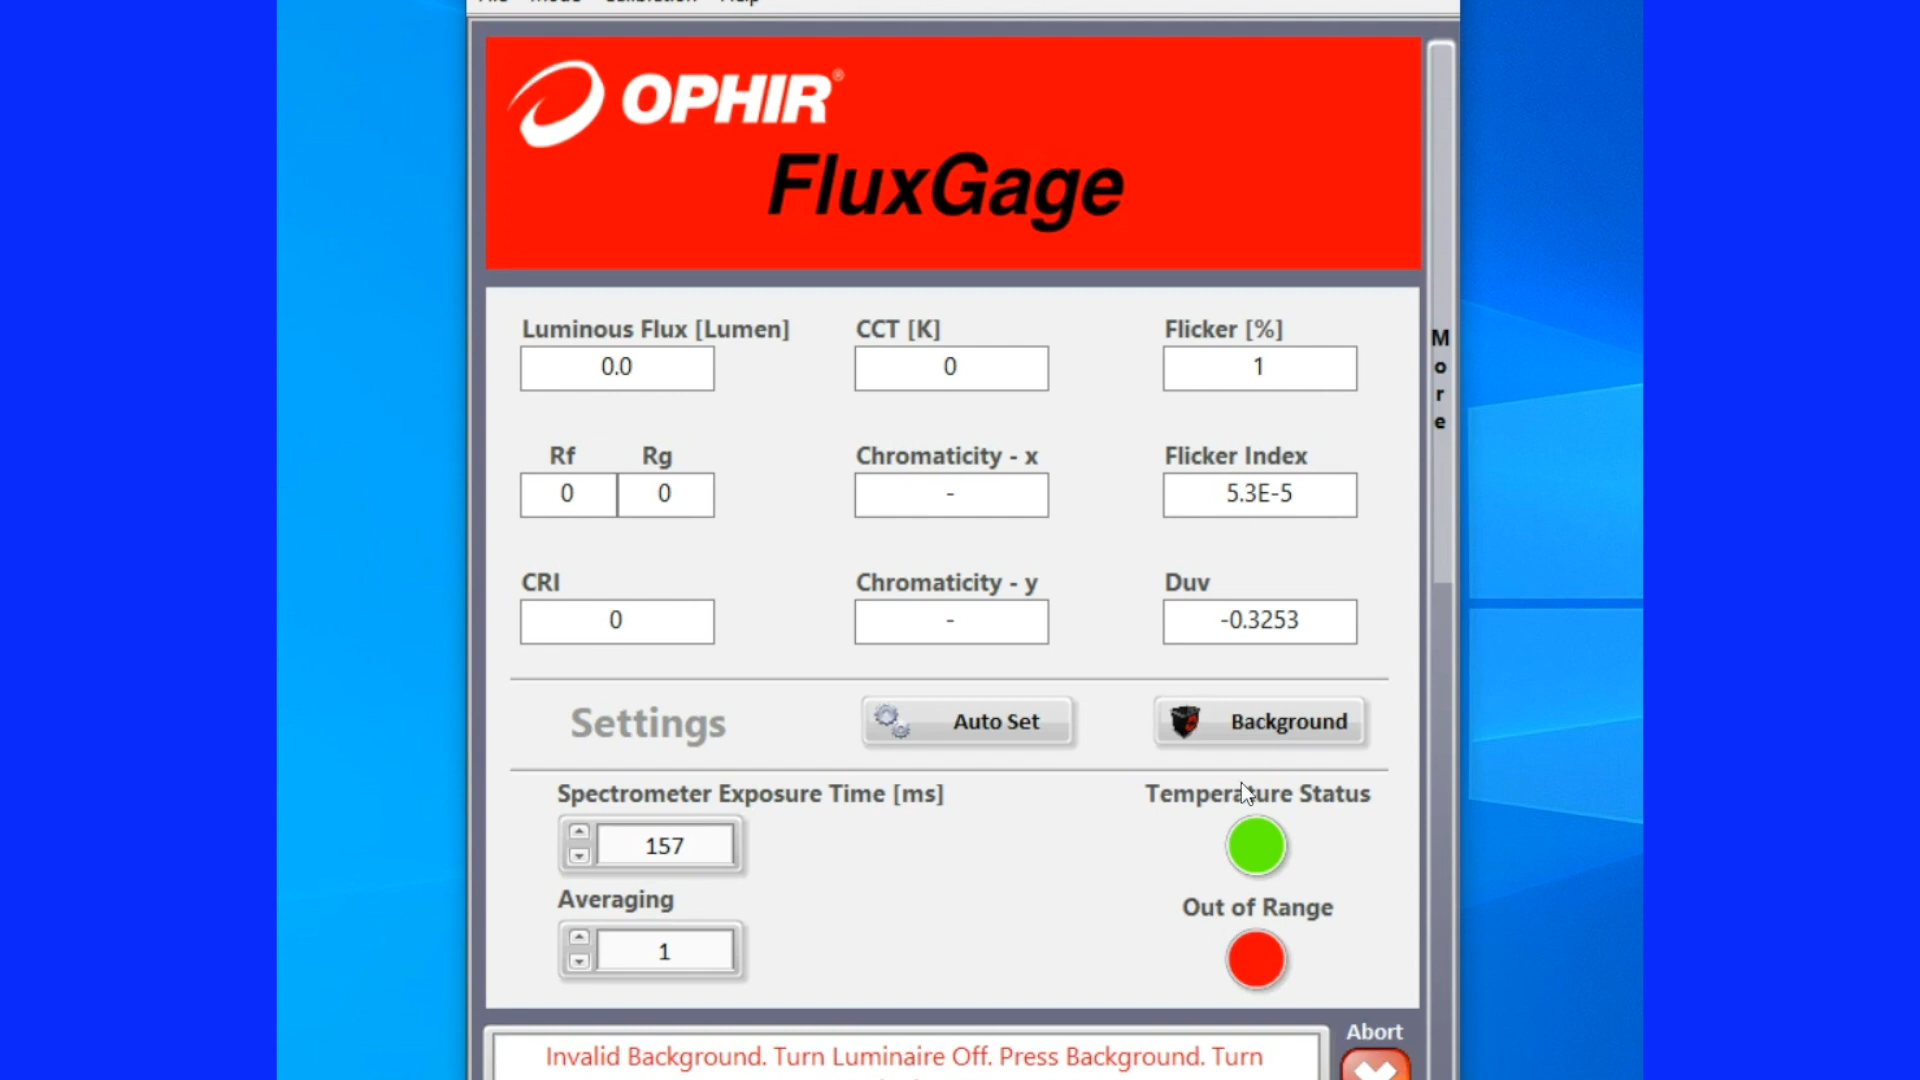 OPHIR®
FluxGage
Luminous Flux [Lumen] CCT [K] Flicker [%]
0.0 0 1
Rf Rg Chromaticity - x Flicker Index
0 0 - 5.3E-5
CRI Chromaticity - y Duv
0 - -0.3253
More
Settings Auto Set Background
Spectrometer Exposure Time [ms] Temperature Status
157
Averaging Out of Range
1
Abort
Invalid Background. Turn Luminaire Off. Press Background. Turn